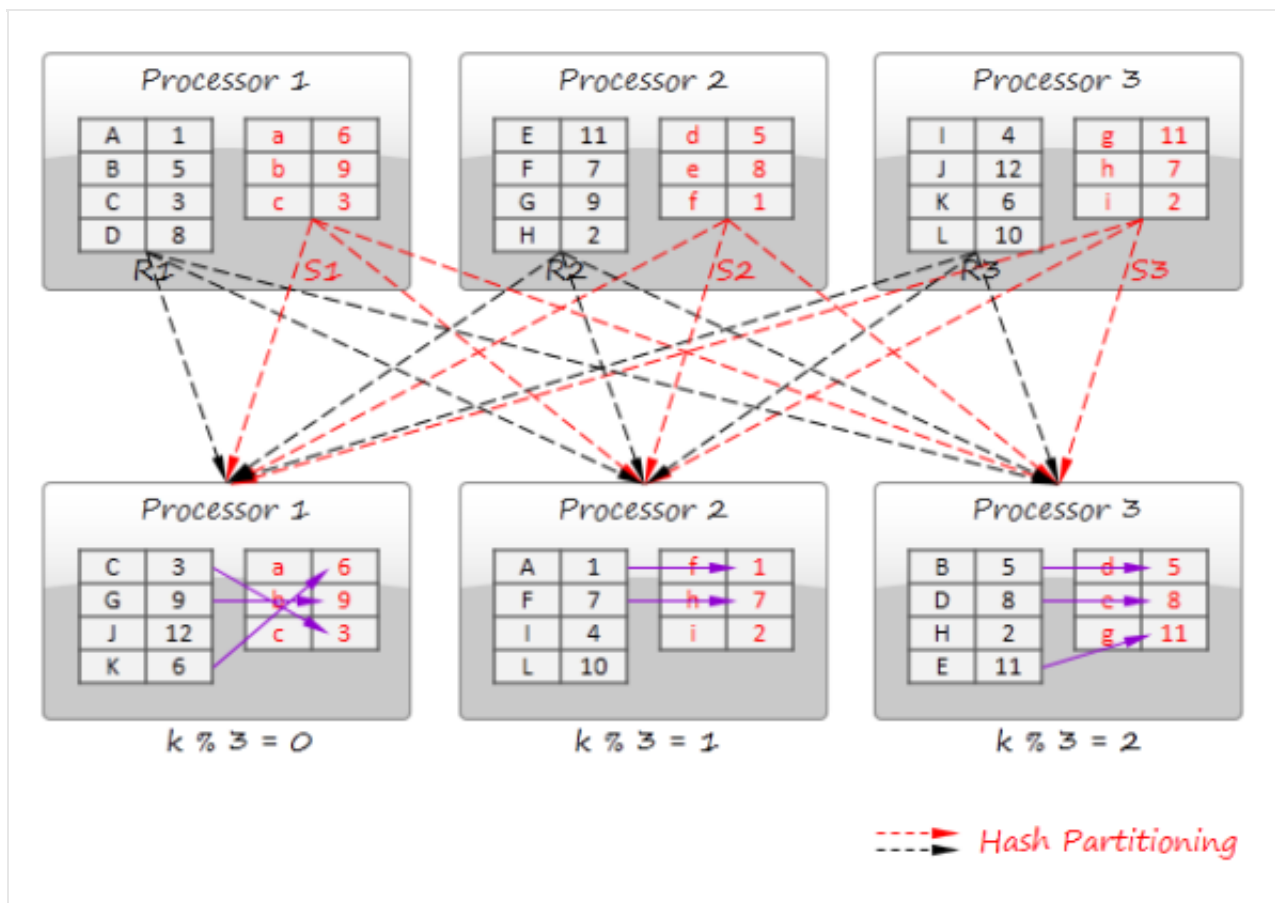 Processor 1
A 1
B 5
C 3
D 8
a 6
b 9
c 3
R1
S1
Processor 2
E 11
F 7
G 9
H 2
d 5
e 8
f 1
R2
S2
Processor 3
I 4
J 12
K 6
L 10
g 11
h 7
i 2
R3
S3
Processor 1
C 3
G 9
J 12
K 6
a 6
b 9
c 3
k % 3 = 0
Processor 2
A 1
F 7
I 4
L 10
f 1
h 7
i 2
k % 3 = 1
Processor 3
B 5
D 8
H 2
E 11
d 5
e 8
g 11
k % 3 = 2
Hash Partitioning